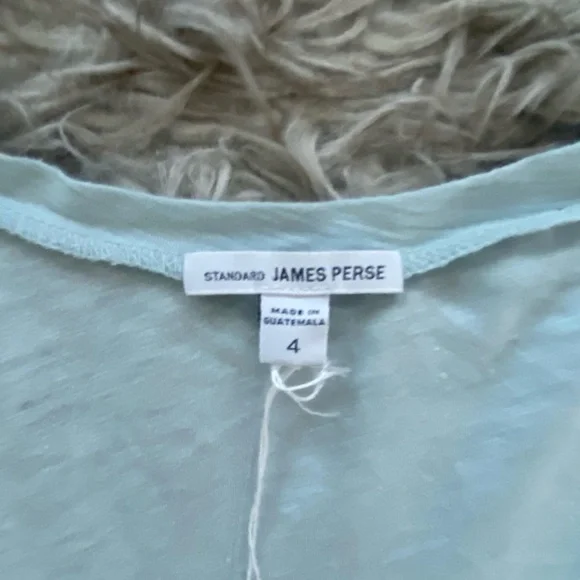 STANDARD JAMES PERSE
MADE IN
GUATEMALA
4